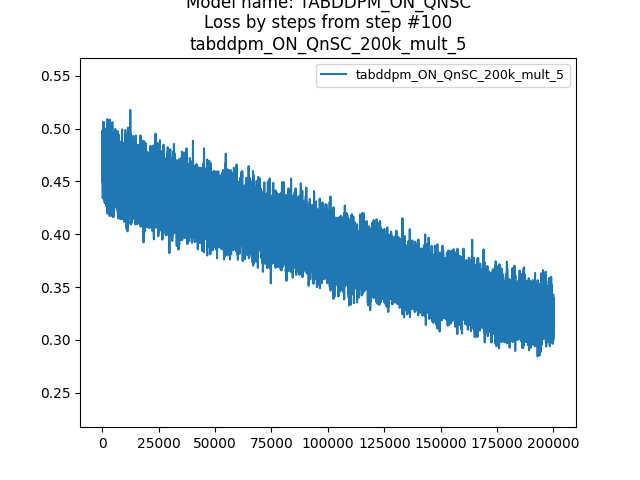 Model name: TABDDPM_ON_QNSC
Loss by steps from step #100
tabddpm_ON_QnSC_200k_mult_5
tabddpm_ON_QnSC_200k_mult_5
0.55
0.50
0.45
0.40
0.35
0.30
0.25
0 25000 50000 75000 100000 125000 150000 175000 200000